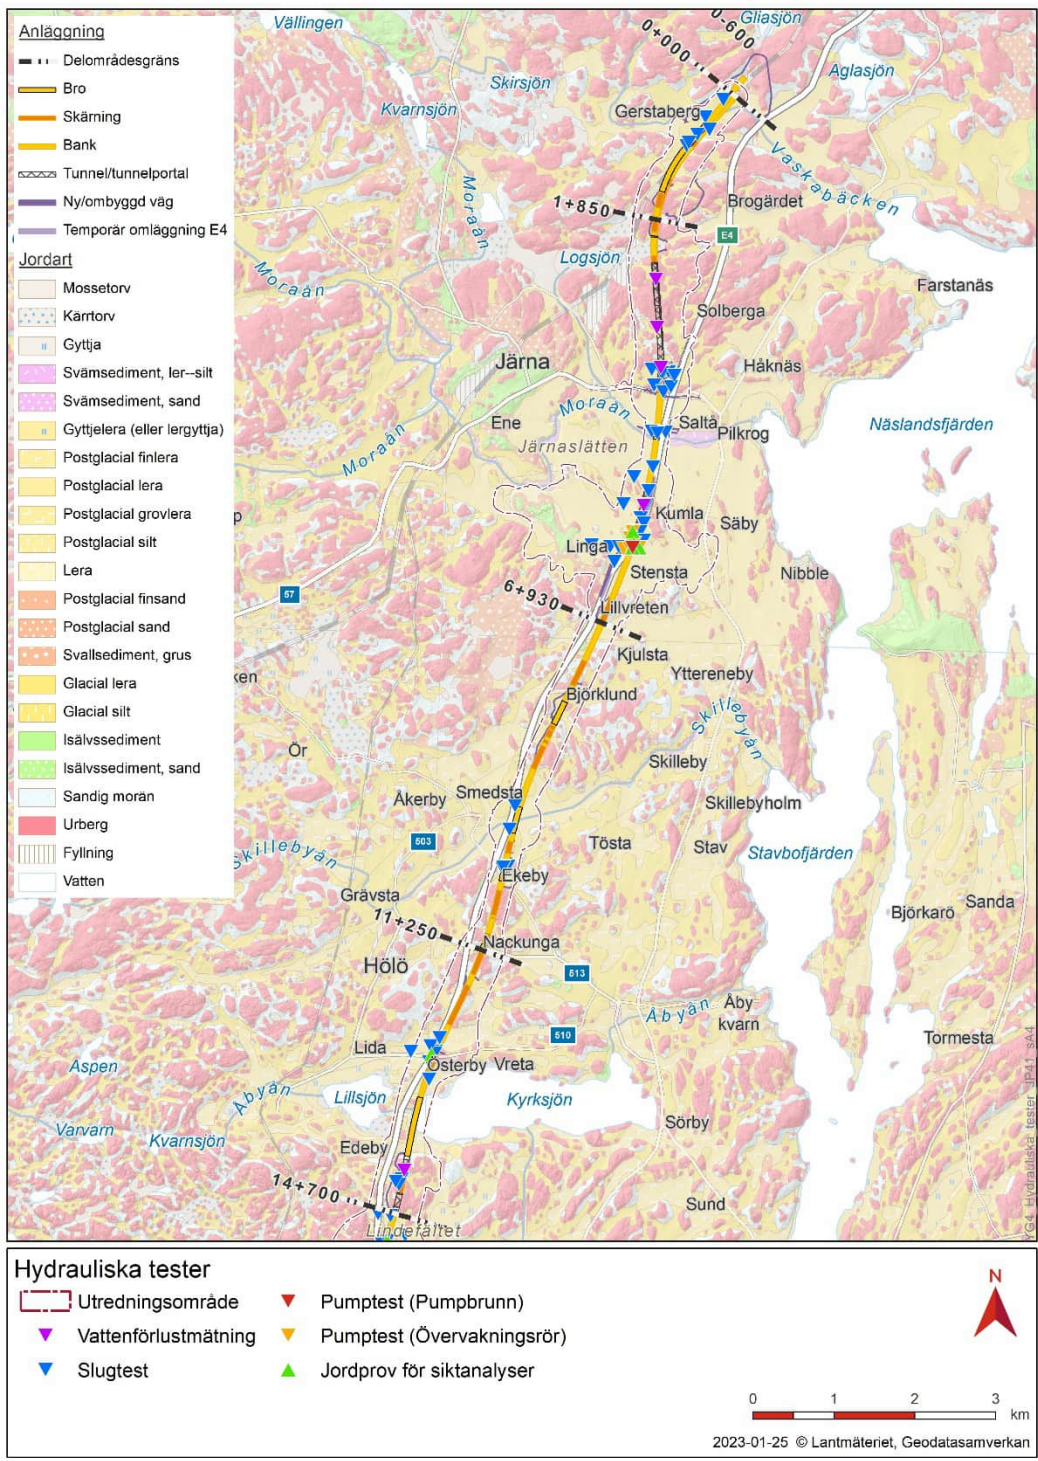 Anläggning
Delområdesgräns
Bro
Skärning
Bank
Tunnel/tunnelportal
Ny/ombyggd väg
Temporär omläggning E4
Jordart
Mossetorv
Kärrtorv
Gyttja
Svämsediment, ler--silt
Svämsediment, sand
Gyttjelera (eller lergyttja)
Postglacial finlera
Postglacial lera
Postglacial grovlera
Postglacial silt
Lera
Postglacial finsand
Postglacial sand
Svallsediment, grus
Glacial lera
Glacial silt
Isälvssediment
Isälvssediment, sand
Sandig morän
Urberg
Fyllning
Vatten
Vällingen
Gliasjön
0-600
0+000
Aglasjön
Skirsjön
Kvarnsjön
Gerstaberg
Vaskabäcken
Moraån
Brogärdet
1+850
E4
Logsjön
Moraån
Farstanäs
Solberga
Järna
Håknäs
Moraån
Ene
Saltå
Pilkrog
Näslandsfjärden
Järnaslätten
Moraån
p
Kumla
Säby
Linga
Stensta
Nibble
57
6+930
Lillvreten
Kjulsta
ken
Yttereneby
Björklund
Skillebyån
Ör
Skilleby
Smedsta
Åkerby
Skillebyholm
503
Tösta
Stav
Stavbofjärden
Skillebyån
Ekeby
Grävsta
Björkarö
Sanda
11+250
Nackunga
Hölö
513
Åbyån
Åby
kvarn
510
Tormesta
Lida
Österby
Vreta
Aspen
Åbyån
Lillsjön
Kyrksjön
Varvarn
Kvarnsjön
Sörby
Edeby
14+700
Sund
Lindefältet
YG4_Hydrauliska_tester_JP41_sA4
Hydrauliska tester
Utredningsområde
Pumptest (Pumpbrunn)
Vattenförlustmätning
Pumptest (Övervakningsrör)
Slugtest
Jordprov för siktanalyser
N
0 1 2 3
km
2023-01-25 © Lantmäteriet, Geodatasamverkan